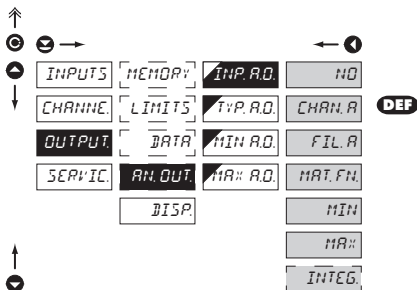 INPUTS MEMORY INP. A.O. NO
CHANNE. LIMITS TYP. A.O. CHAN. A DEF
OUTPUT. DATA MIN A.O. FIL. A
SERVIC. AN. OUT. MAX A.O. MAT. FN.
DISP. MIN
MAX
INTEG.